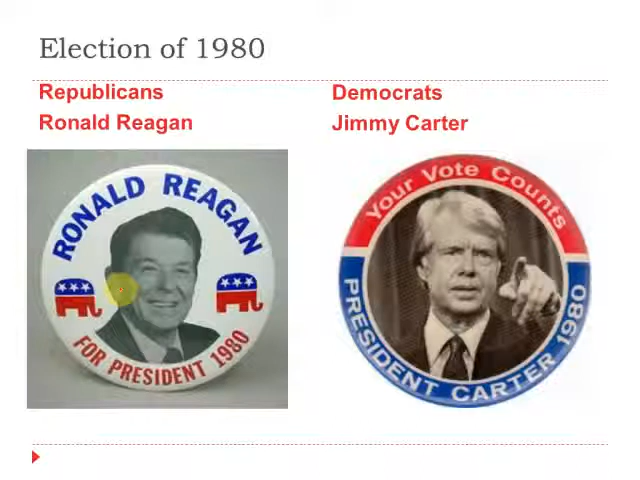 Election of 1980
Republicans
Ronald Reagan
Democrats
Jimmy Carter
RONALD REAGAN
FOR PRESIDENT 1980
Your Vote Counts
PRESIDENT CARTER 1980